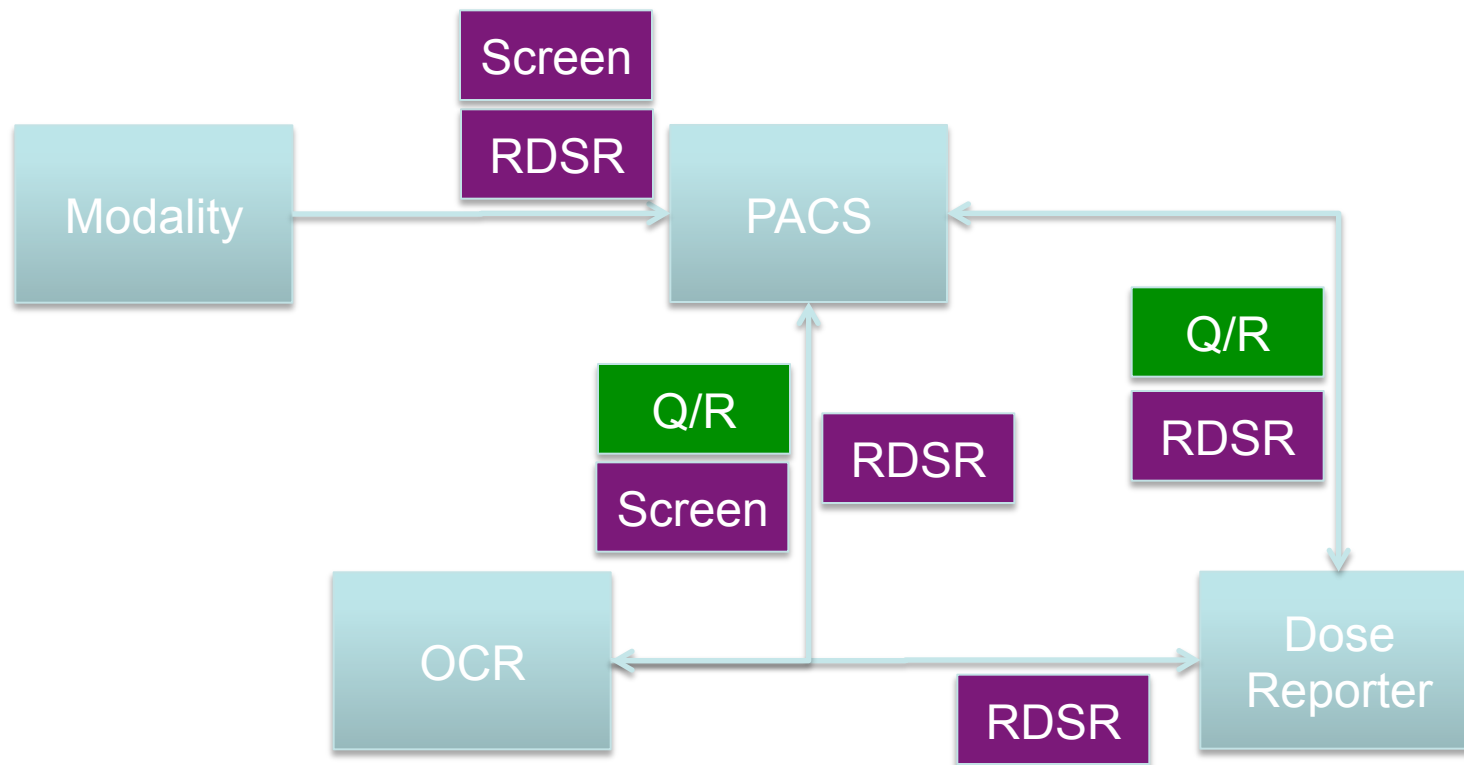 Screen
RDSR
Modality
PACS
Q/R
RDSR
Q/R
Screen
RDSR
OCR
Dose
Reporter
RDSR